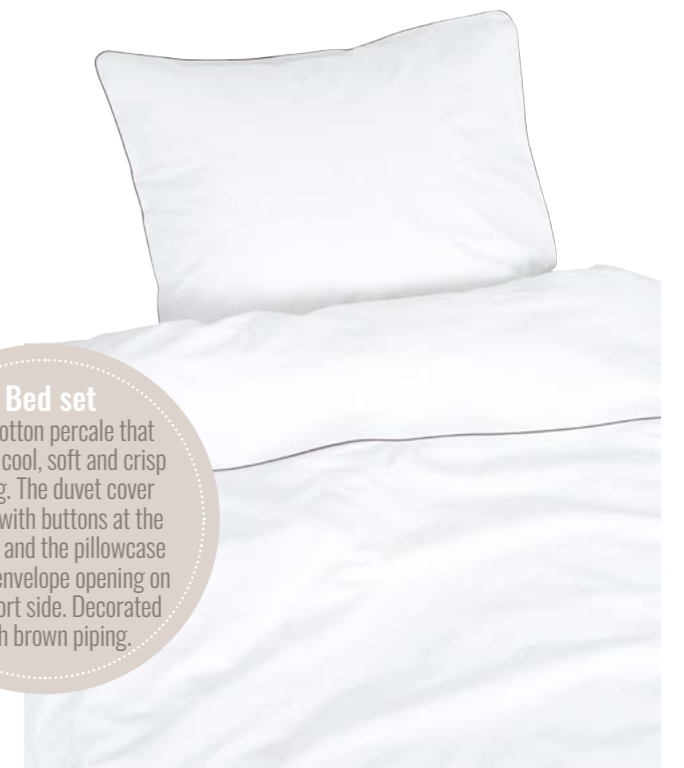 Bed set
otton percale that
cool, soft and crisp
g. The duvet cover
with buttons at the
and the pillowcase
envelope opening on
ort side. Decorated
h brown piping.